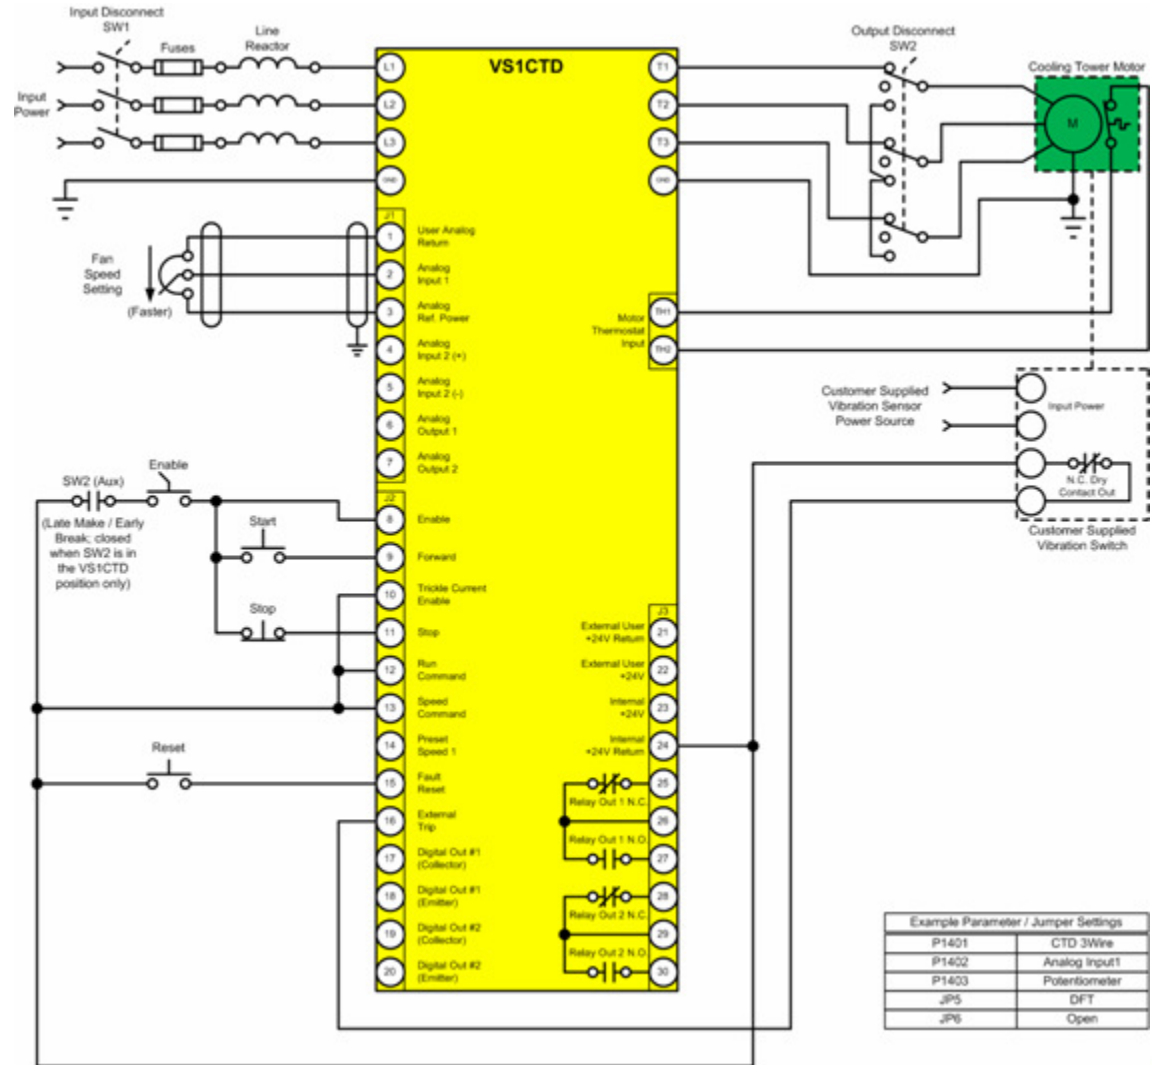 Input Disconnect
SW1
Fuses
Line
Reactor
Input
Power
VS1CTD
L1
L2
L3
GND
T1
T2
T3
GND
Output Disconnect
SW2
Cooling Tower Motor
M
Fan
Speed
Setting
(Faster)
J1
1
User Analog
Return
2
Analog
Input 1
3
Analog
Ref. Power
4
Analog
Input 2 (+)
5
Analog
Input 2 (-)
6
Analog
Output 1
7
Analog
Output 2
Motor
Thermostat
Input
TH1
TH2
Customer Supplied
Vibration Sensor
Power Source
Input Power
N.C. Dry
Contact Out
Customer Supplied
Vibration Switch
SW2 (Aux)
Enable
(Late Make / Early
Break; closed
when SW2 is in
the VS1CTD
position only)
Start
Stop
Reset
J2
8
Enable
9
Forward
10
Trickle Current
Enable
11
Stop
12
Run
Command
13
Speed
Command
14
Preset
Speed 1
15
Fault
Reset
16
External
Trip
17
Digital Out #1
(Collector)
18
Digital Out #1
(Emitter)
19
Digital Out #2
(Collector)
20
Digital Out #2
(Emitter)
J3
External User
+24V Return
21
External User
+24V
22
Internal
+24V
23
Internal
+24V Return
24
25
Relay Out 1 N.C.
26
Relay Out 1 N.O.
27
28
Relay Out 2 N.C.
29
Relay Out 2 N.O.
30
Example Parameter / Jumper Settings
P1401 CTD 3Wire
P1402 Analog Input1
P1403 Potentiometer
JP5 DFT
JP6 Open